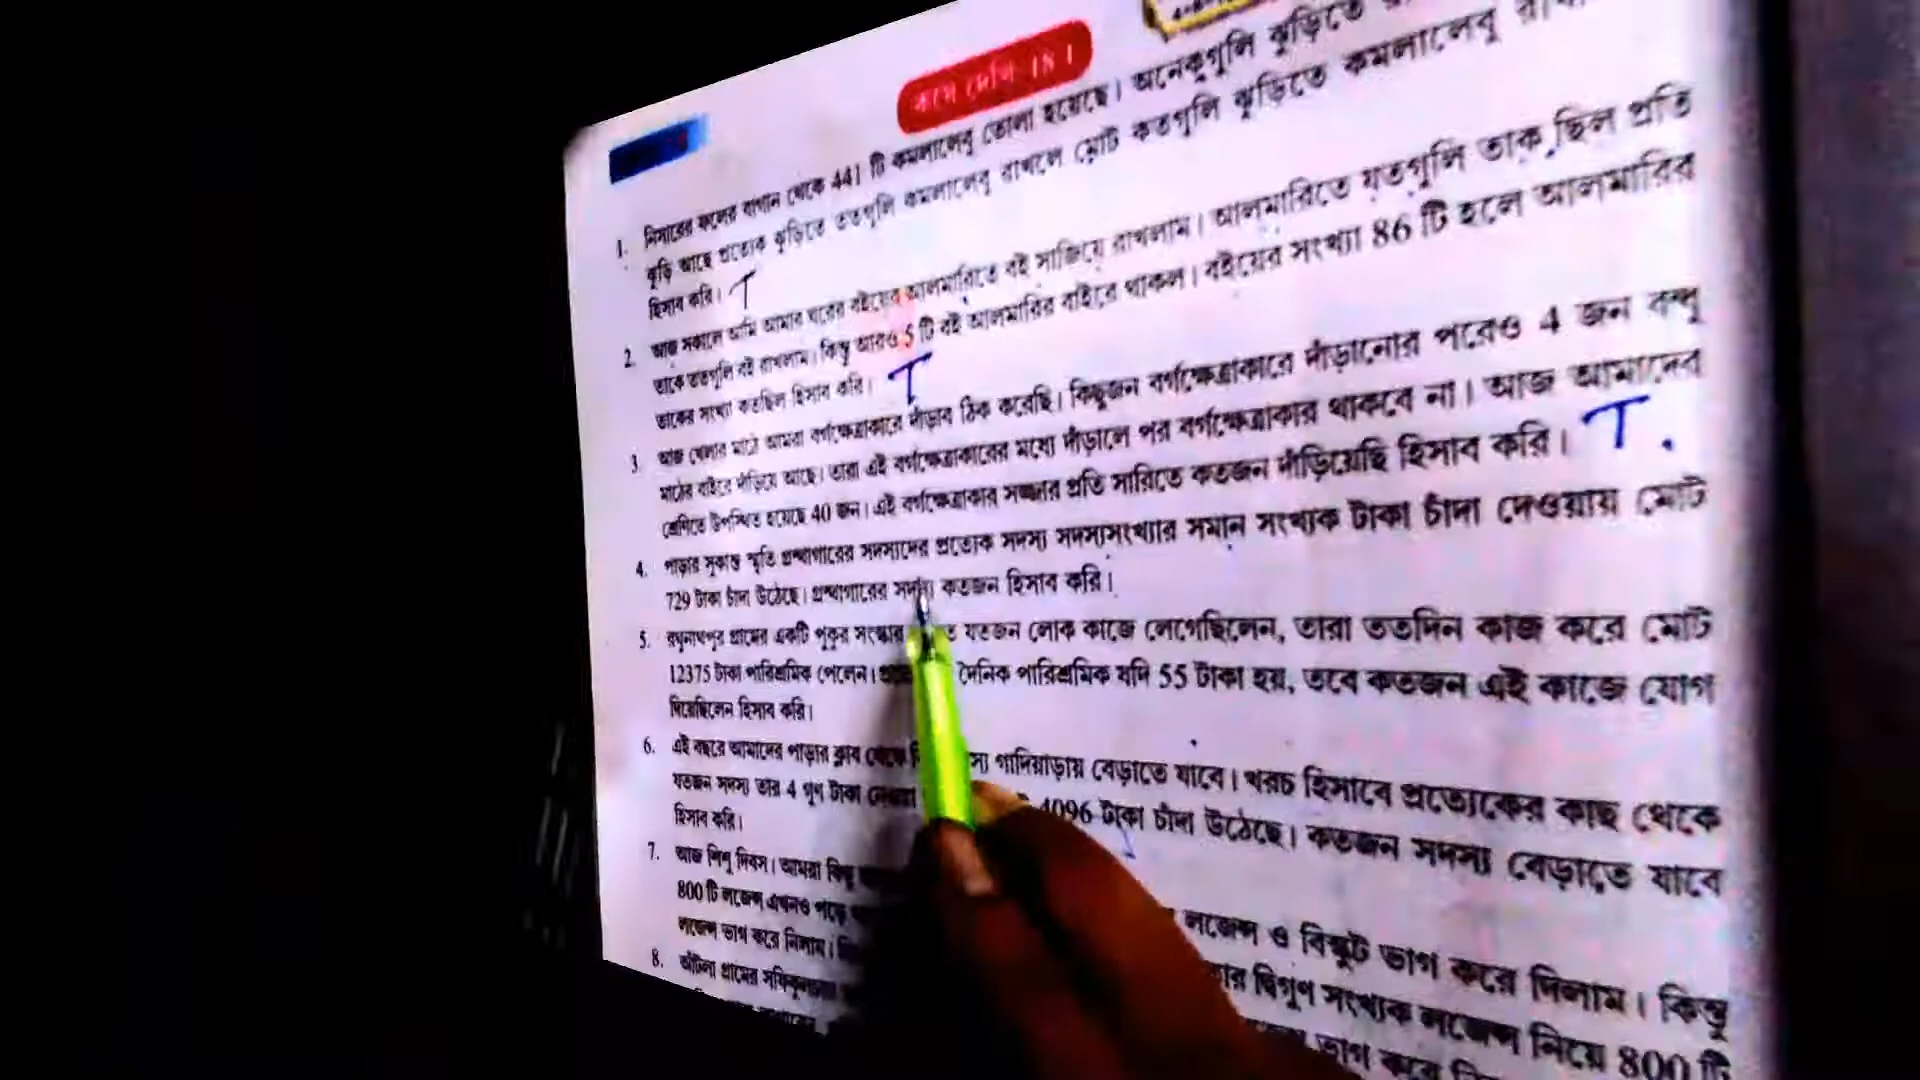 কষে দেখি 18.1
1. নিসারের ফলের বাগান থেকে 441 টি কমলালেবু তোলা হয়েছে। অনেকগুলি ঝুড়িতে
ঝুড়ি আছে প্রত্যেক ঝুড়িতে ততগুলি কমলালেবু রাখলে মোট কতগুলি ঝুড়িতে কমলালেবু
হিসাব করি। T
2. আজ সকালে আমি আমার ঘরের বইয়ের আলমারিতে বই সাজিয়ে রাখলাম। আলমারিতে যতগুলি তাক ছিল প্রতি
তাকে ততগুলি বই রাখলাম। কিন্তু আরও 5 টি বই আলমারির বাইরে থাকল। বইয়ের সংখ্যা 86 টি হলে আলমারির
তাকের সংখ্যা কতছিল হিসাব করি। T
3. আজ খেলার মাঠে আমরা বর্গক্ষেত্রাকারে দাঁড়াব ঠিক করেছি। কিছুজন বর্গক্ষেত্রাকারে দাঁড়ানোর পরেও 4 জন বন্ধু
মাঠের বাইরে দাঁড়িয়ে আছে। তারা এই বর্গক্ষেত্রাকারের মধ্যে দাঁড়ালে পর বর্গক্ষেত্রাকার থাকবে না। আজ আমাদের
শ্রেণিতে উপস্থিত হয়েছে 40 জন। এই বর্গক্ষেত্রাকার সজ্জার প্রতি সারিতে কতজন দাঁড়িয়েছি হিসাব করি। T.
4. পাড়ার সুকান্ত স্মৃতি গ্রন্থাগারের সদস্যদের প্রত্যেক সদস্য সদস্যসংখ্যার সমান সংখ্যক টাকা চাঁদা দেওয়ায় মোট
729 টাকা চাঁদা উঠেছে। গ্রন্থাগারের সদস্য কতজন হিসাব করি।
5. রঘুনাথপুর গ্রামের একটি পুকুর সংস্কার যতজন লোক কাজে লেগেছিলেন, তারা ততদিন কাজ করে মোট
12375 টাকা পারিশ্রমিক পেলেন। দৈনিক পারিশ্রমিক যদি 55 টাকা হয়, তবে কতজন এই কাজে যোগ
দিয়েছিলেন হিসাব করি।
6. এই বছরে আমাদের পাড়ার ক্লাব থেকে গাদিয়াড়ায় বেড়াতে যাবে। খরচ হিসাবে প্রত্যেকের কাছ থেকে
যতজন সদস্য তার 4 গুণ টাকা 4096 টাকা চাঁদা উঠেছে। কতজন সদস্য বেড়াতে যাবে
হিসাব করি।
7. আজ শিশু দিবস। আমরা কিছু লজেন্স ও বিস্কুট ভাগ করে দিলাম। কিন্তু
800 টি লজেন্স এখনও পড়ে দ্বিগুণ সংখ্যক লজেন্স নিয়ে 800 টি
লজেন্স ভাগ করে নিলাম। ভাগ করে
8. গ্রামের